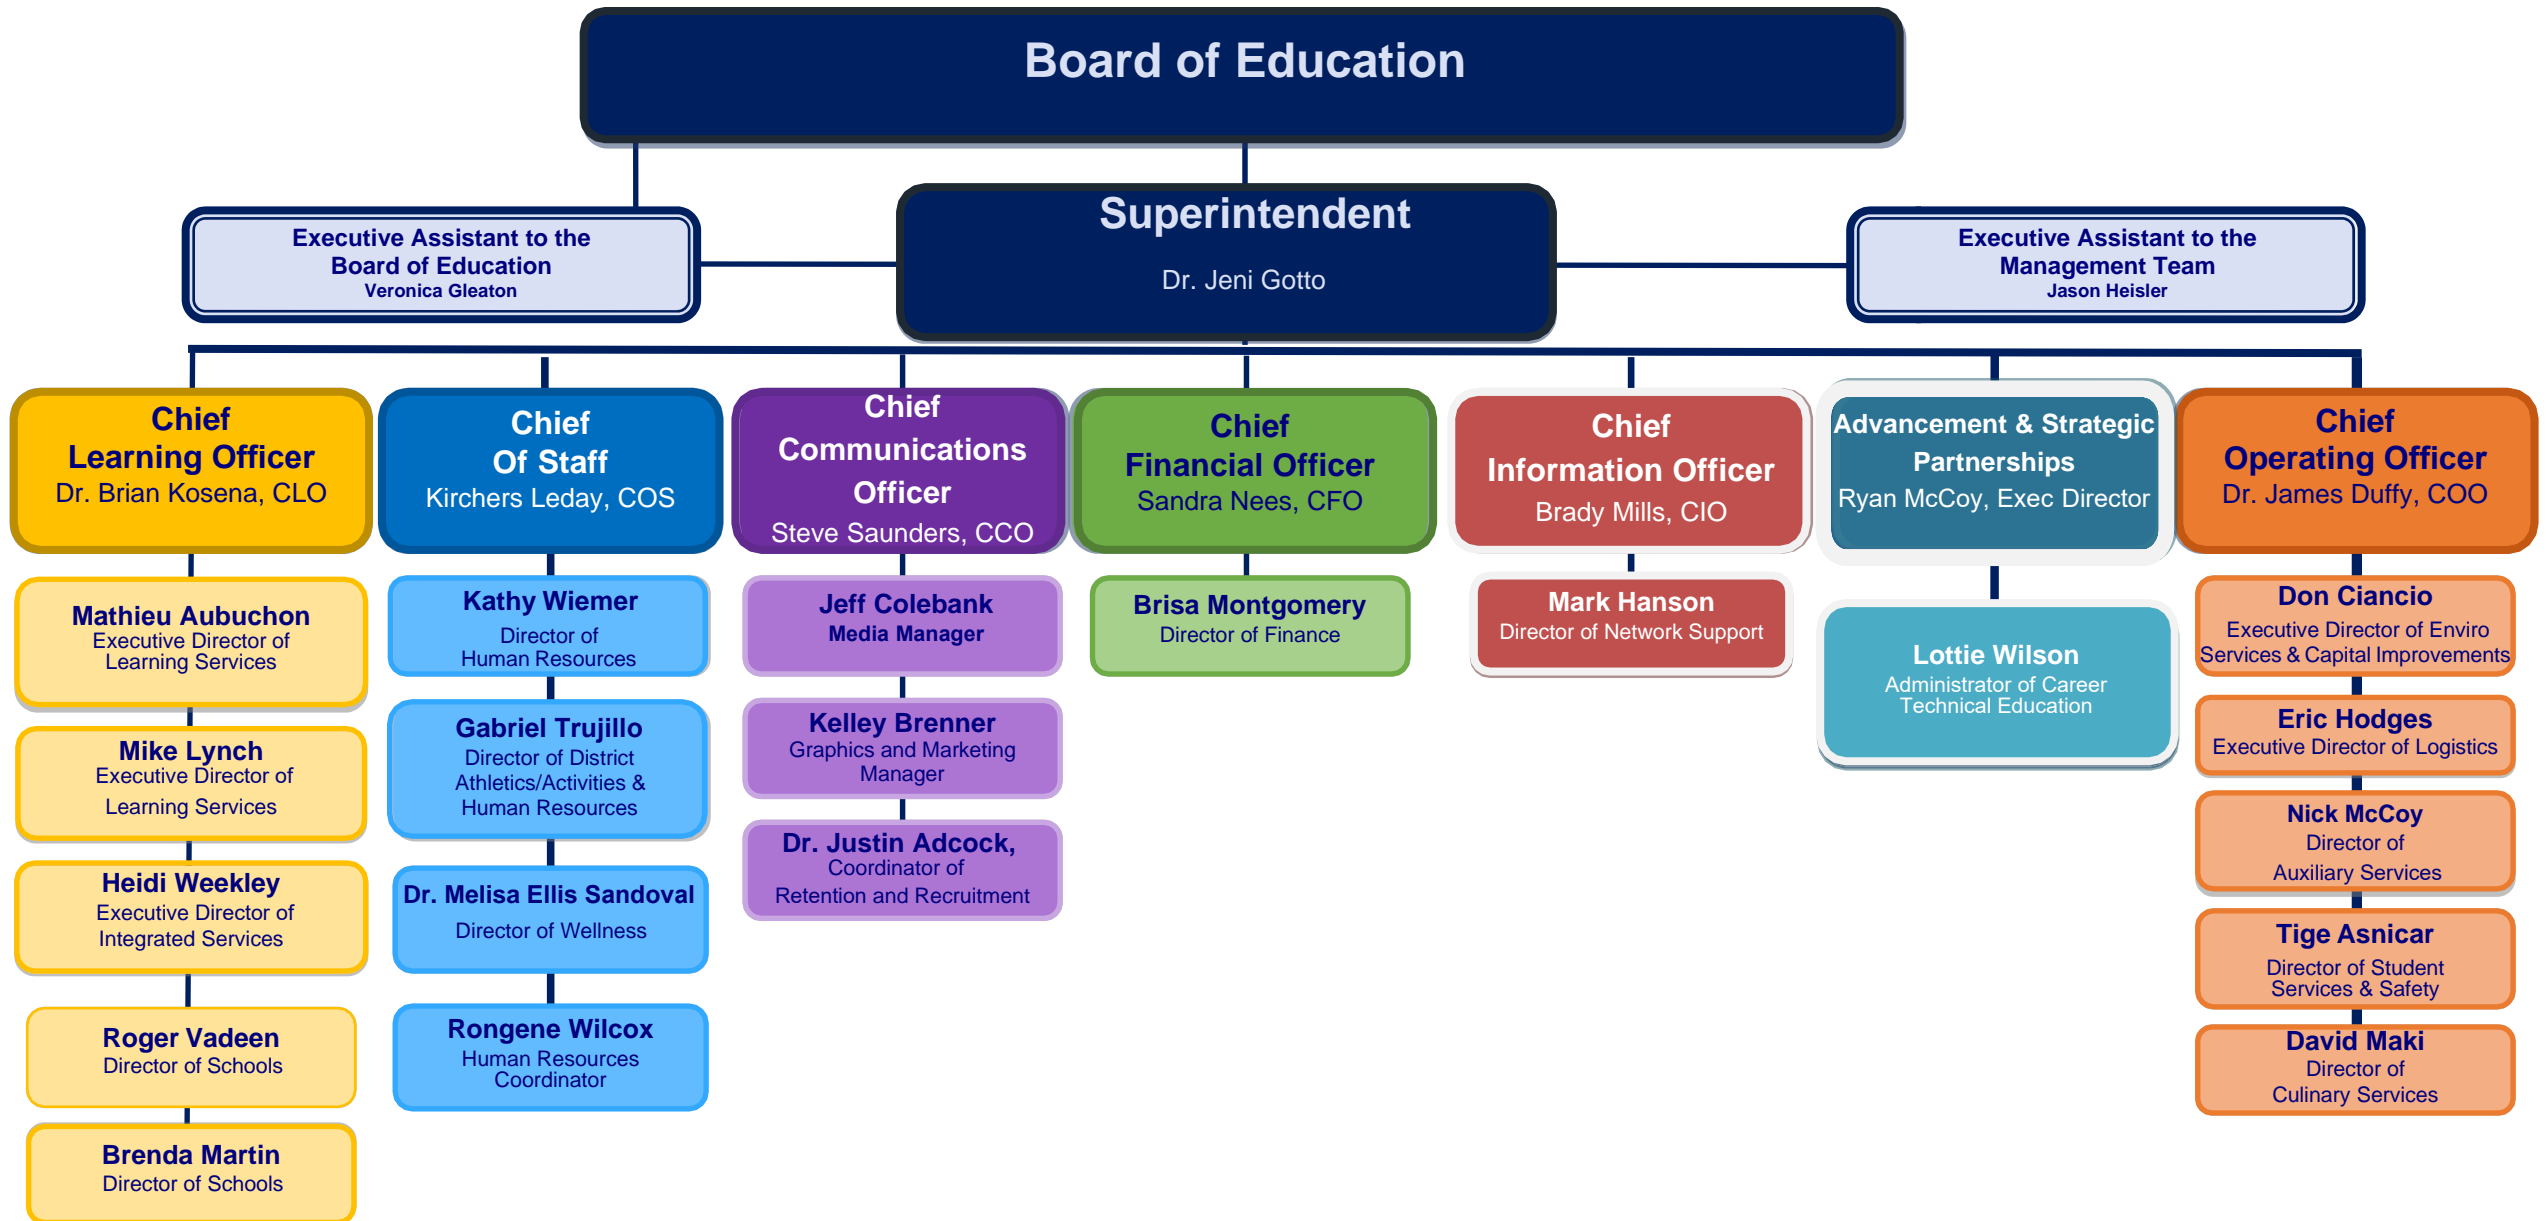 Board of Education
Superintendent
Dr. Jeni Gotto
Executive Assistant to the
Board of Education
Veronica Gleaton
Executive Assistant to the
Management Team
Jason Heisler
Chief
Learning Officer
Dr. Brian Kosena, CLO
Mathieu Aubuchon
Executive Director of
Learning Services
Mike Lynch
Executive Director of
Learning Services
Heidi Weekley
Executive Director of
Integrated Services
Roger Vadeen
Director of Schools
Brenda Martin
Director of Schools
Chief
Of Staff
Kirchers Leday, COS
Kathy Wiemer
Director of
Human Resources
Gabriel Trujillo
Director of District
Athletics/Activities &
Human Resources
Dr. Melisa Ellis Sandoval
Director of Wellness
Rongene Wilcox
Human Resources
Coordinator
Chief
Communications
Officer
Steve Saunders, CCO
Jeff Colebank
Media Manager
Kelley Brenner
Graphics and Marketing
Manager
Dr. Justin Adcock,
Coordinator of
Retention and Recruitment
Chief
Financial Officer
Sandra Nees, CFO
Brisa Montgomery
Director of Finance
Chief
Information Officer
Brady Mills, CIO
Mark Hanson
Director of Network Support
Advancement & Strategic
Partnerships
Ryan McCoy, Exec Director
Lottie Wilson
Administrator of Career
Technical Education
Chief
Operating Officer
Dr. James Duffy, COO
Don Ciancio
Executive Director of Enviro
Services & Capital Improvements
Eric Hodges
Executive Director of Logistics
Nick McCoy
Director of
Auxiliary Services
Tige Asnicar
Director of Student
Services & Safety
David Maki
Director of
Culinary Services